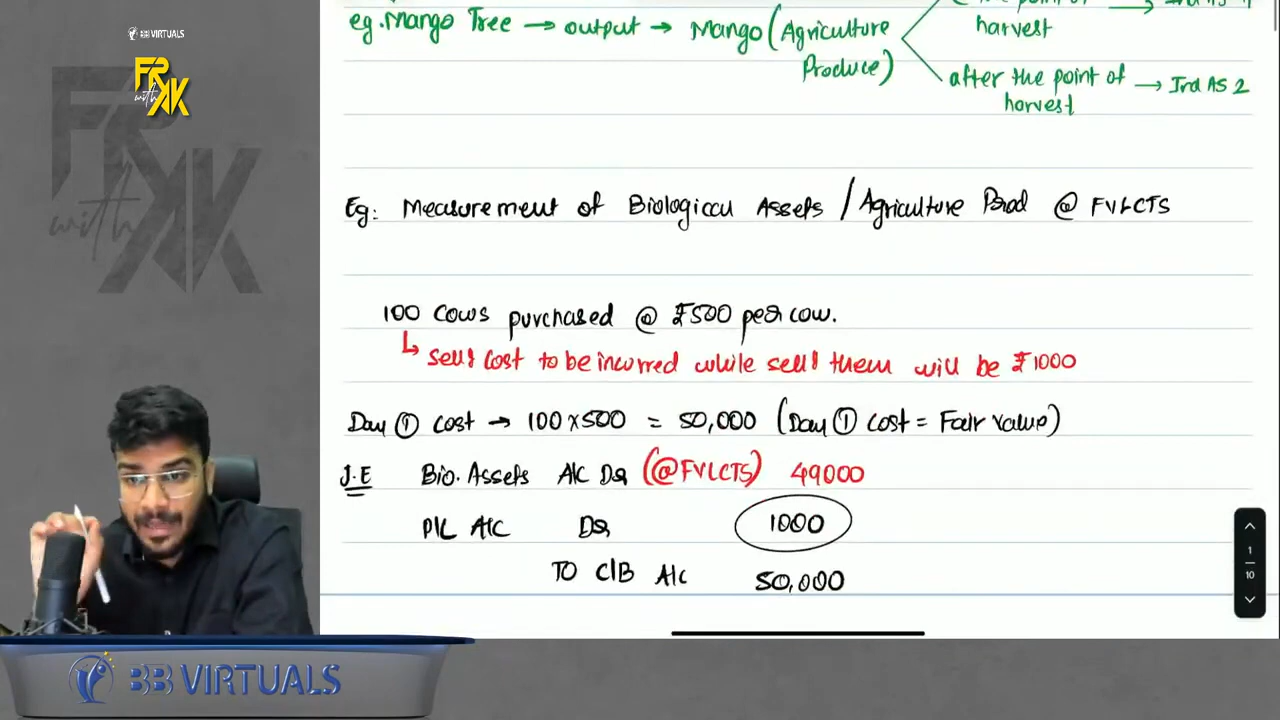 BB VIRTUALS
FR
with
AK
eg. Mango Tree → output → Mango (Agriculture Produce)
harvest
after the point of harvest → Ind AS 2
Eg: Measurement of Biological Assets / Agriculture Prod @ FVLCTS
100 cows purchased @ ₹500 per cow.
↳ sell! cost to be incurred while sell! them will be ₹1000
Day ① cost → 100×500 = 50,000 (Day ① cost = Fair value)
J.E Bio. Assets A/C Dr (@FVLCTS) 49000
P/L A/C Dr 1000
TO C/B A/C 50,000
1
10
BB VIRTUALS